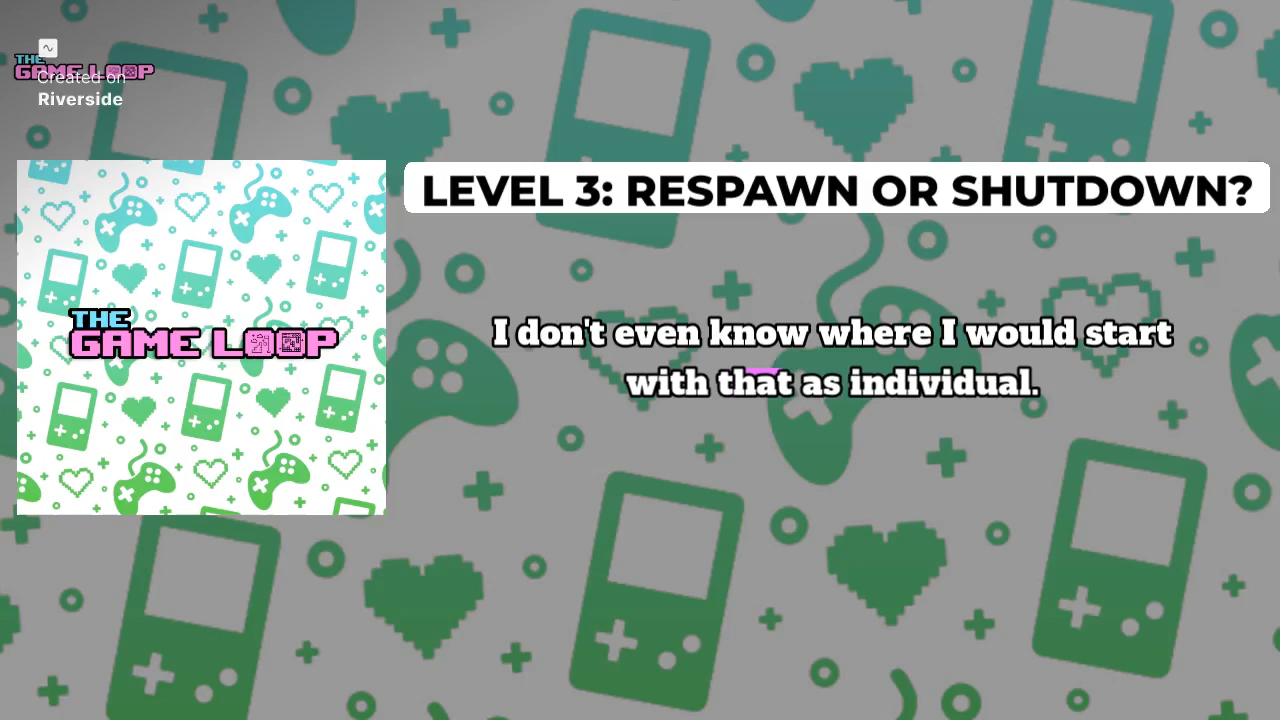 THE
GAME LOOP
Created on
Riverside
LEVEL 3: RESPAWN OR SHUTDOWN?
THE
GAME LOOP
I don't even know where I would start
with that as individual.